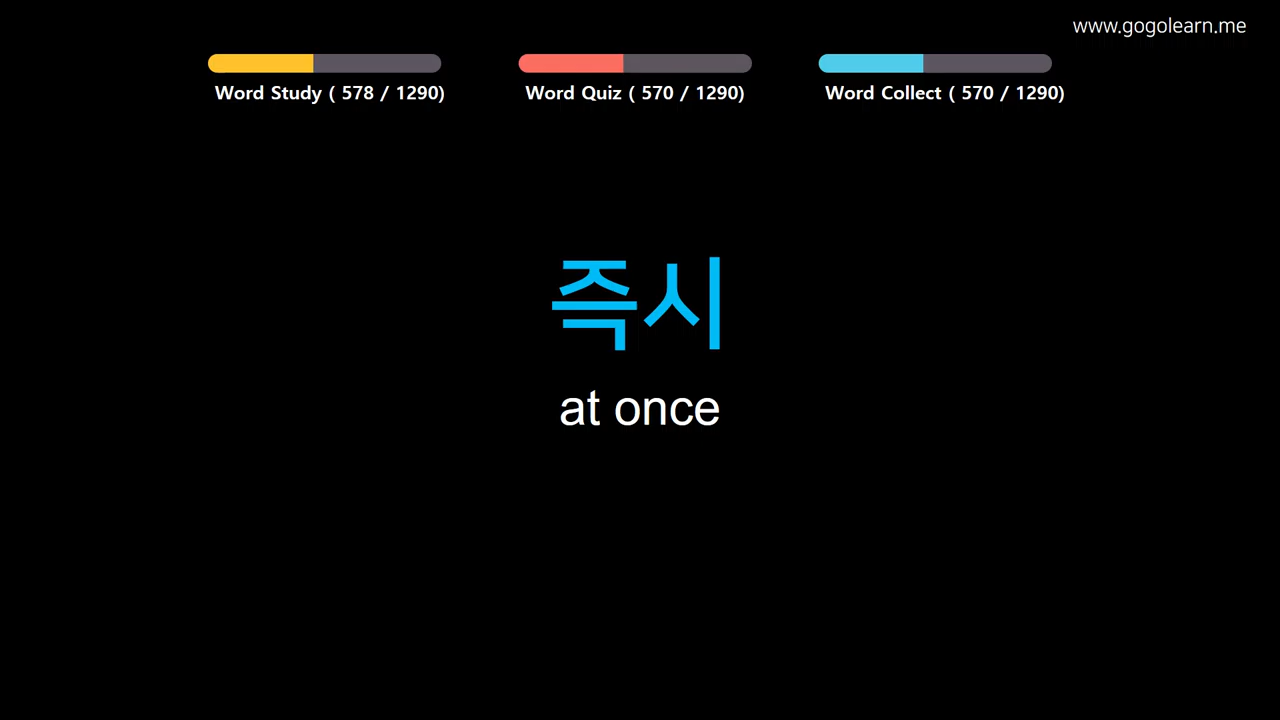 www.gogolearn.me
Word Study ( 578 / 1290)
Word Quiz ( 570 / 1290)
Word Collect ( 570 / 1290)
즉시
at once